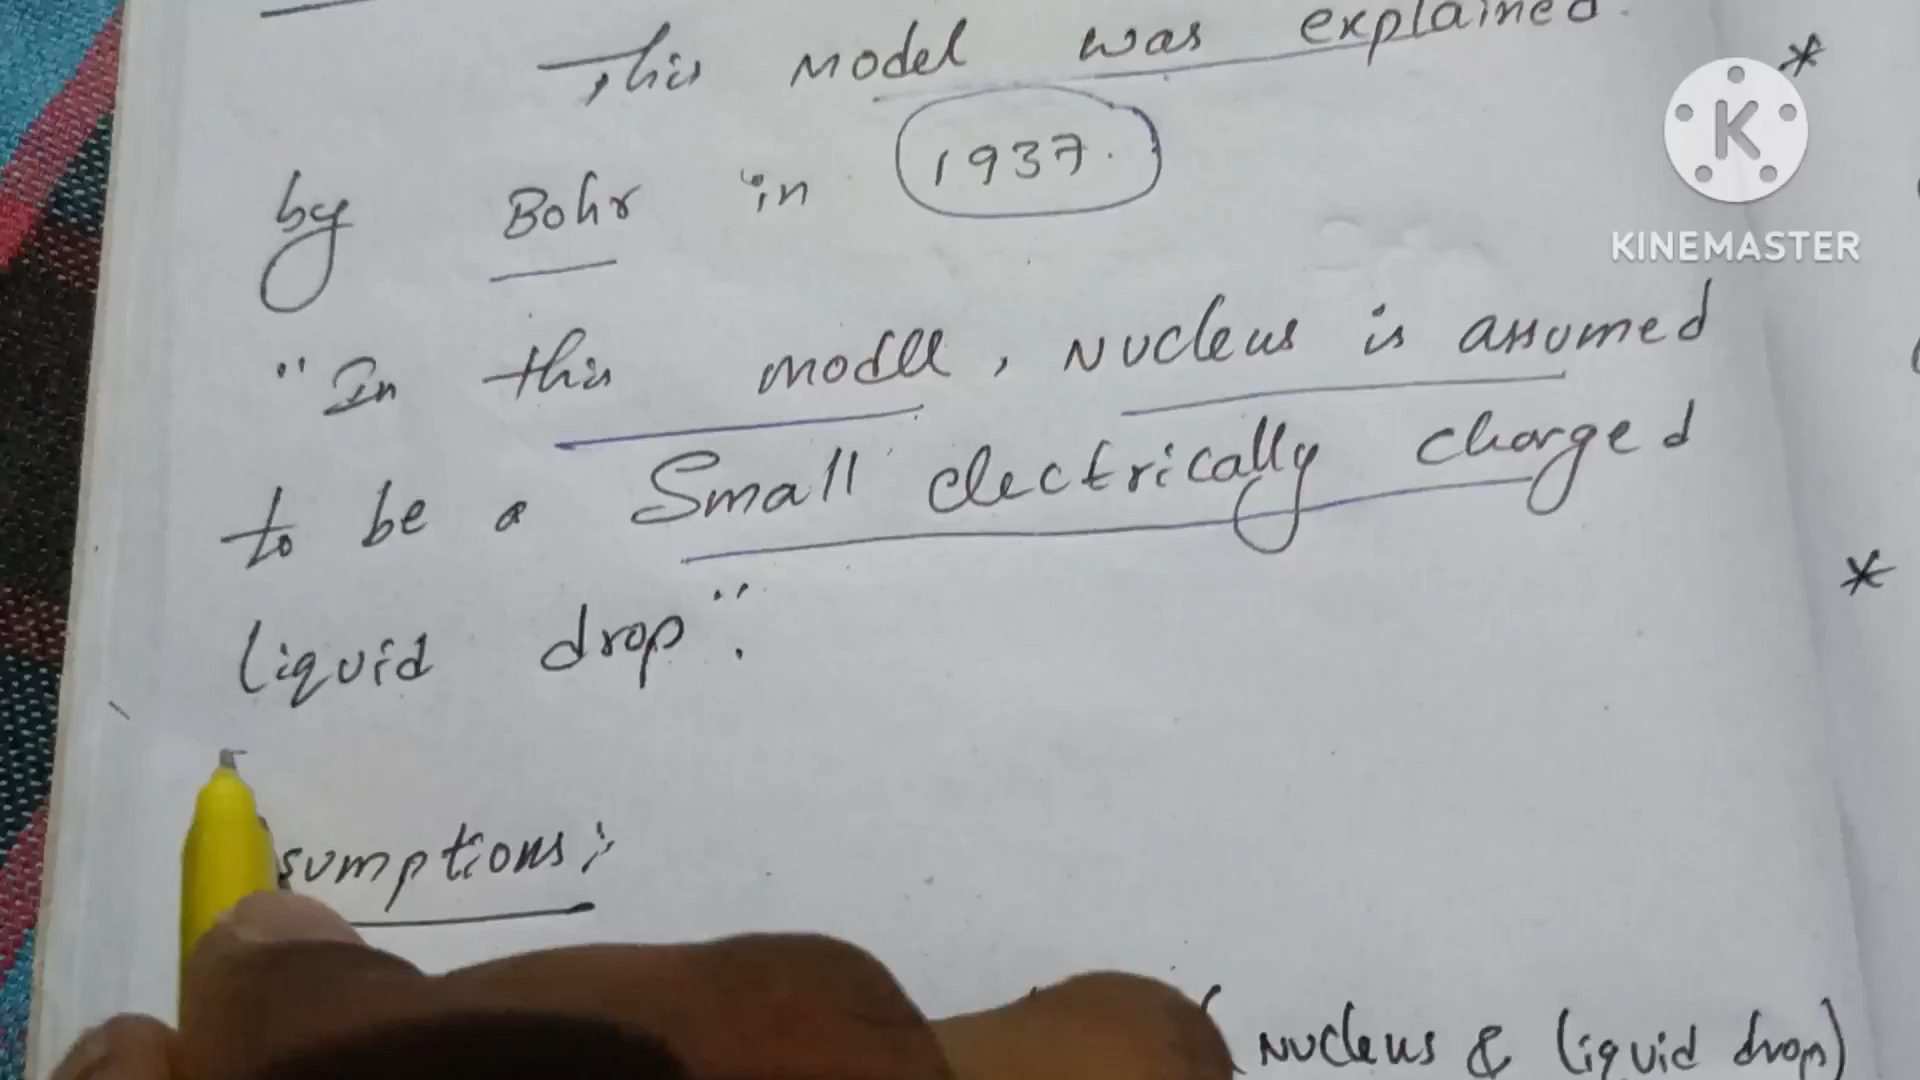 This model was explained.
by Bohr in 1937.
K
KINEMASTER
"In this model, Nucleus is assumed
to be a Small electrically charged
liquid drop".
sumptions:
(Nucleus & liquid drop)